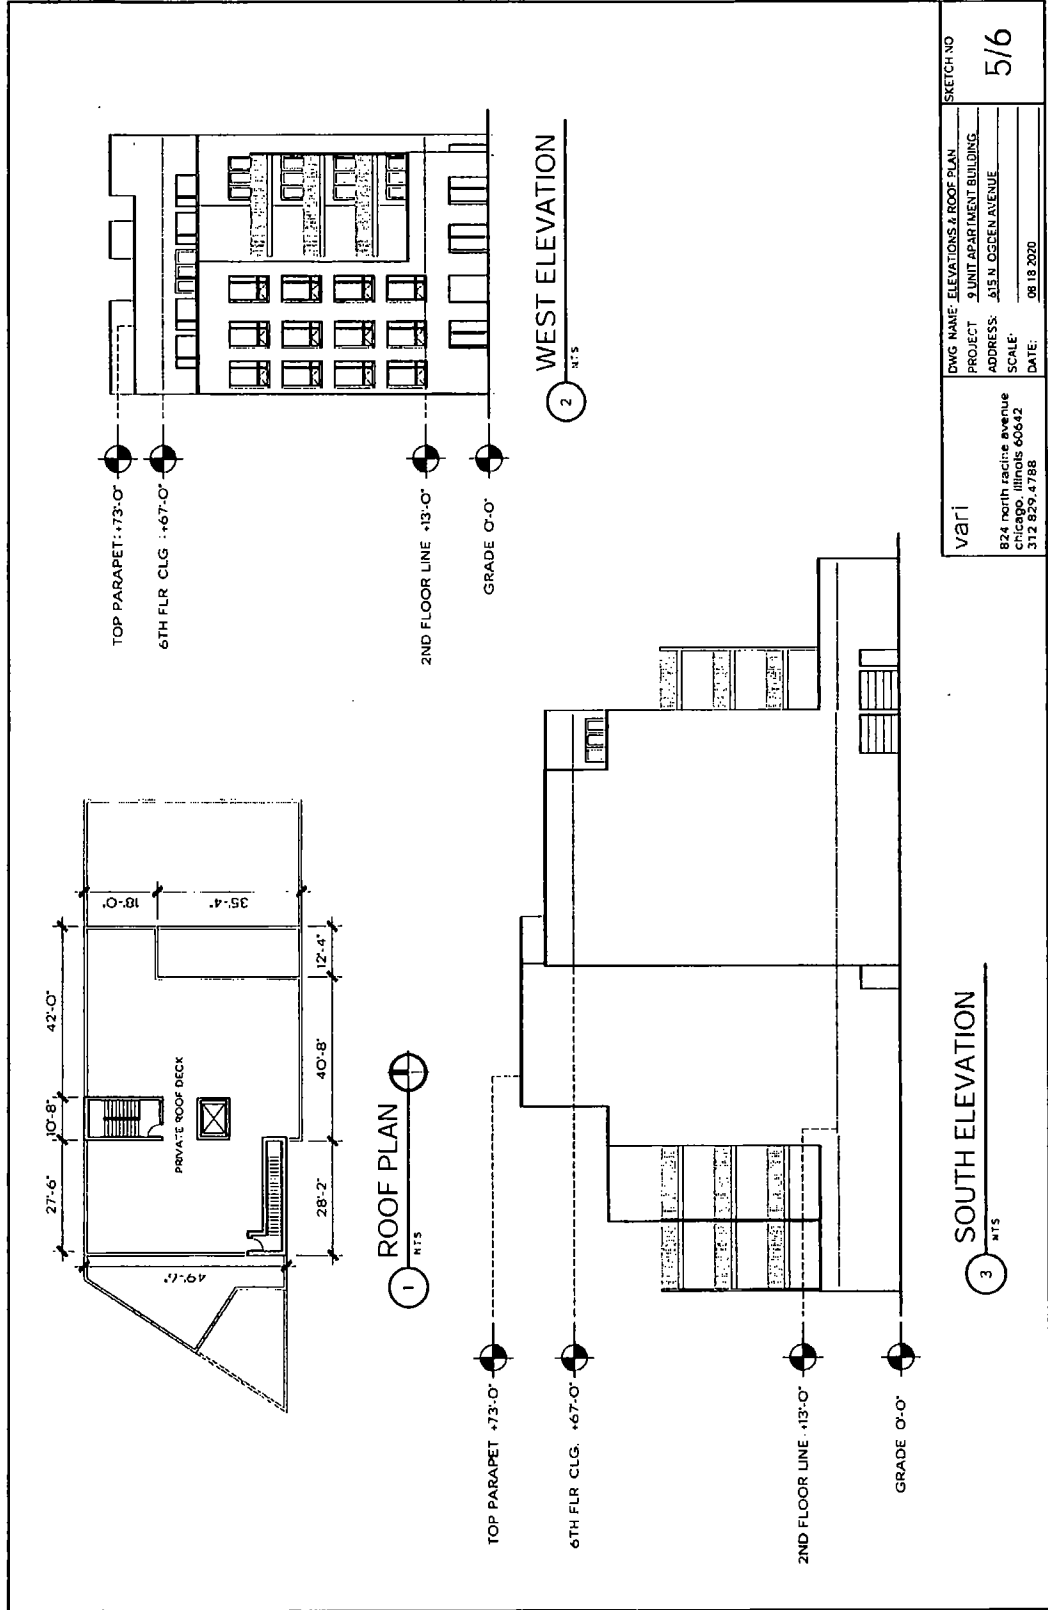 27'-6"
10'-8"
42'-0"
18'-0"
35'-4"
49'-6"
PRIVATE ROOF DECK
28'-2"
40'-8"
12'-4"
1
ROOF PLAN
NTS
TOP PARAPET: +73'-0"
6TH FLR CLG : +67'-0"
2ND FLOOR LINE +13'-0"
GRADE 0'-0"
2
WEST ELEVATION
NTS
TOP PARAPET +73'-0"
6TH FLR CLG. +67'-0"
2ND FLOOR LINE +13'-0"
GRADE 0'-0"
3
SOUTH ELEVATION
NTS
vari
824 north racine avenue
chicago, illinois 60642
312 829.4788
DWG NAME: ELEVATIONS & ROOF PLAN
PROJECT 9 UNIT APARTMENT BUILDING
ADDRESS: 615 N OGDEN AVENUE
SCALE:
DATE: 08 18 2020
SKETCH NO
5/6